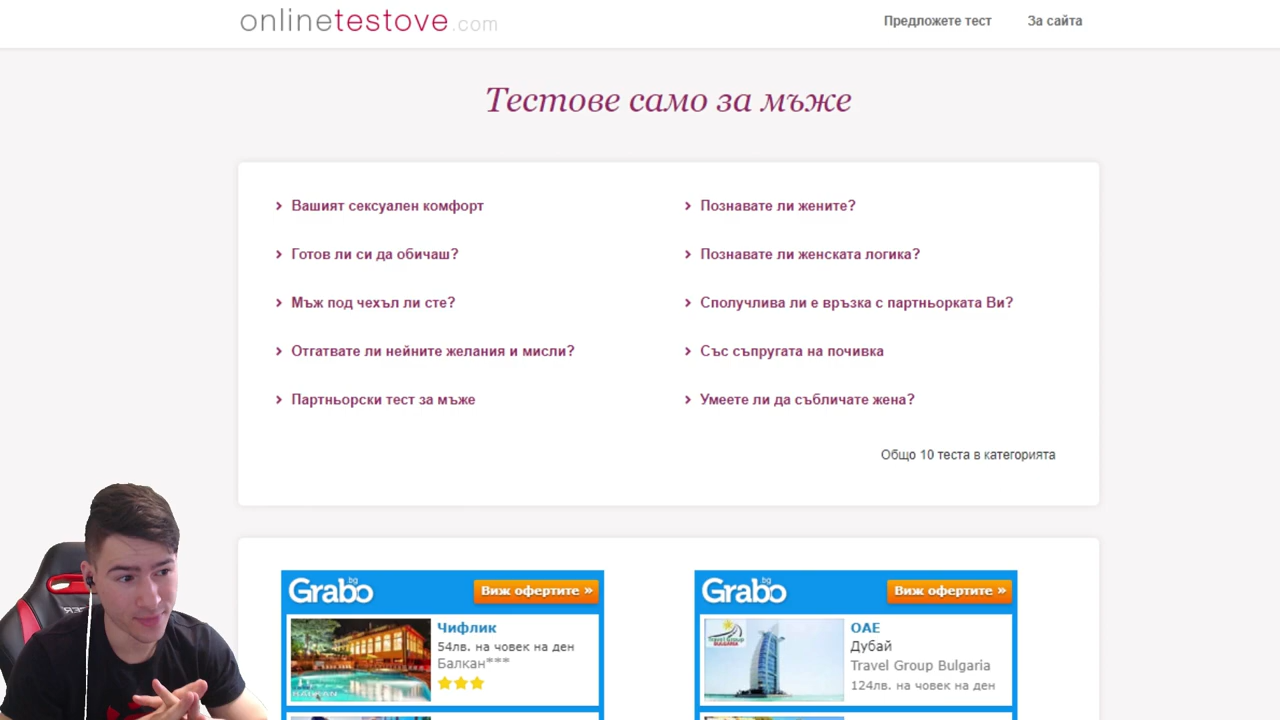 onlinetestove.com
Предложете тест
За сайта
Тестове само за мъже
Вашият сексуален комфорт
Готов ли си да обичаш?
Мъж под чехъл ли сте?
Отгатвате ли нейните желания и мисли?
Партньорски тест за мъже
Познавате ли жените?
Познавате ли женската логика?
Сполучлива ли е връзка с партньорката Ви?
Със съпругата на почивка
Умеете ли да събличате жена?
Общо 10 теста в категорията
Grabo.bg
Виж офертите »
Чифлик
54лв. на човек на ден
Балкан***
Grabo.bg
Виж офертите »
ОАЕ
Дубай
Travel Group Bulgaria
124лв. на човек на ден